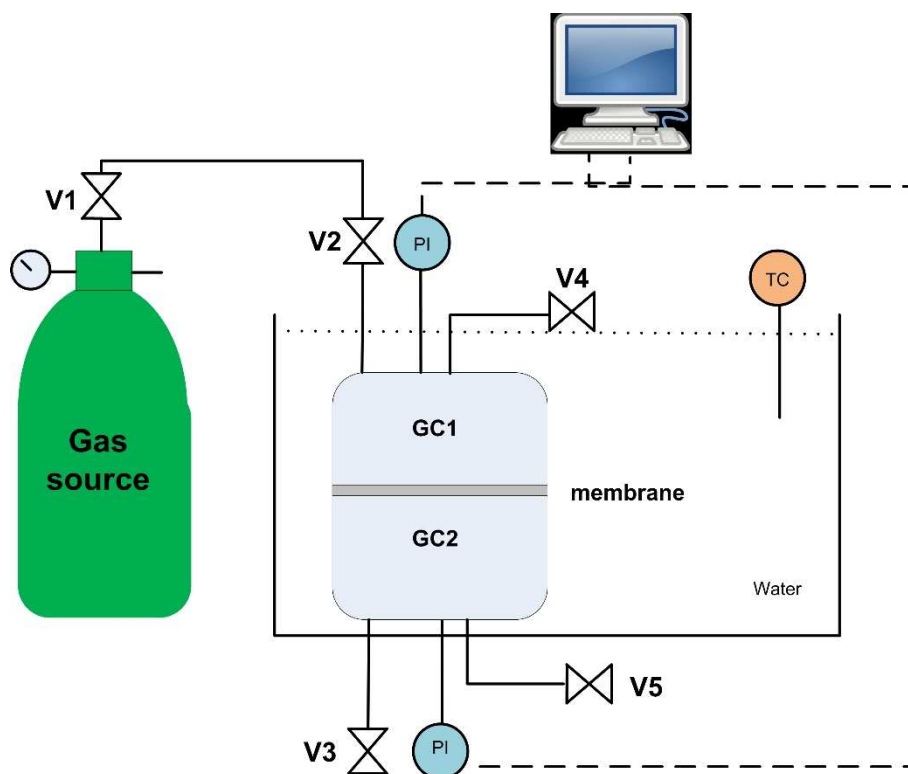 V1
V2
PI
V4
TC
Gas
source
GC1
membrane
GC2
Water
V5
V3
PI